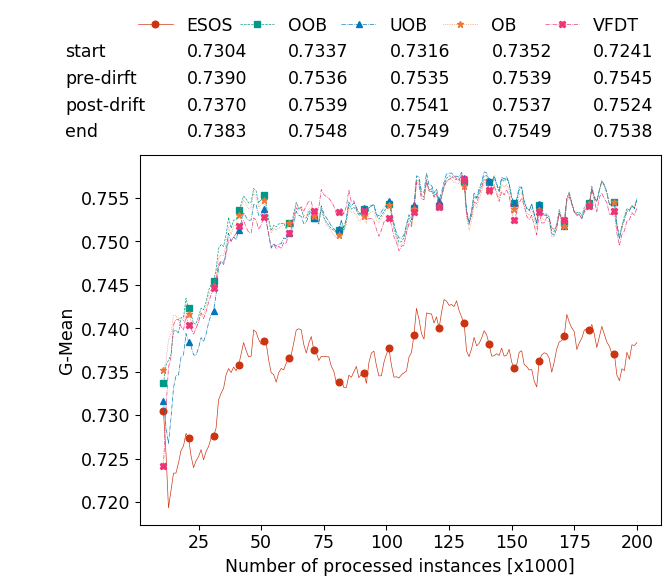 ESOS OOB UOB OB VFDT
start 0.7304 0.7337 0.7316 0.7352 0.7241
pre-dirft 0.7390 0.7536 0.7535 0.7539 0.7545
post-drift 0.7370 0.7539 0.7541 0.7537 0.7524
end 0.7383 0.7548 0.7549 0.7549 0.7538
G-Mean
0.755
0.750
0.745
0.740
0.735
0.730
0.725
0.720
25 50 75 100 125 150 175 200
Number of processed instances [x1000]